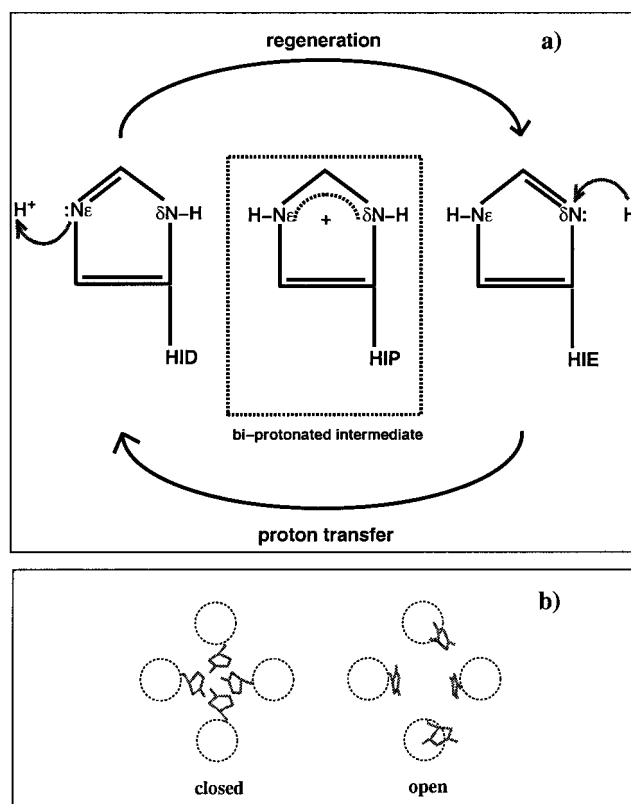 regeneration
a)
H+
:Nε
δN–H
H–Nε
+
δN–H
H–Nε
δN:
H
HID
HIP
HIE
bi–protonated intermediate
proton transfer
b)
closed
open